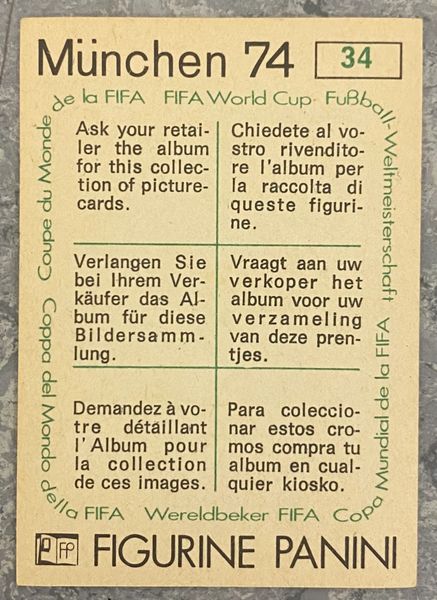 München 74
34
de la FIFA FIFA World Cup Fußball-Weltmeisterschaft
Ask your retai-
ler the album
for this collec-
tion of picture-
cards.
Chiedete al vo-
stro rivendito-
re l'album per
la raccolta di
queste figuri-
ne.
Verlangen Sie
bei Ihrem Ver-
käufer das Al-
bum für diese
Bildersamm-
lung.
Vraagt aan uw
verkoper het
album voor uw
verzameling
van deze pren-
tjes.
Demandez à vo-
tre détaillant
l'Album pour
la collection
de ces images.
Para coleccio-
nar estos cro-
mos compra tu
album en cual-
quier kiosko.
Copa Mundial de la FIFA
Wereldbeker FIFA
Coppa del Mondo della FIFA
Coupe du Monde
FP FIGURINE PANINI